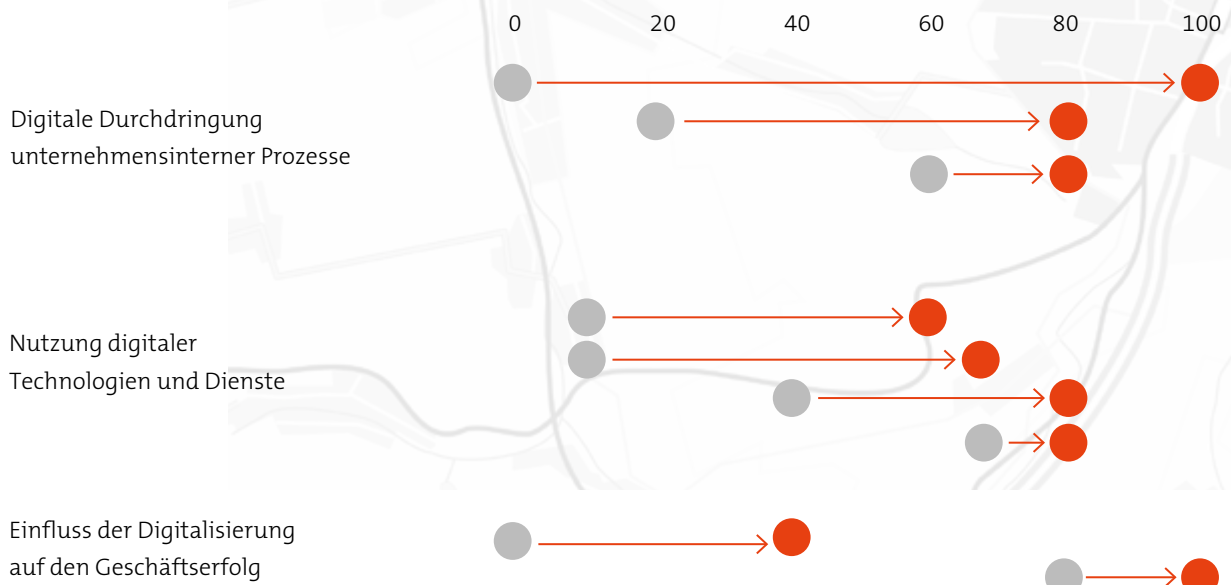 0 20 40 60 80 100
Digitale Durchdringung
unternehmensinterner Prozesse
Nutzung digitaler
Technologien und Dienste
Einfluss der Digitalisierung
auf den Geschäftserfolg